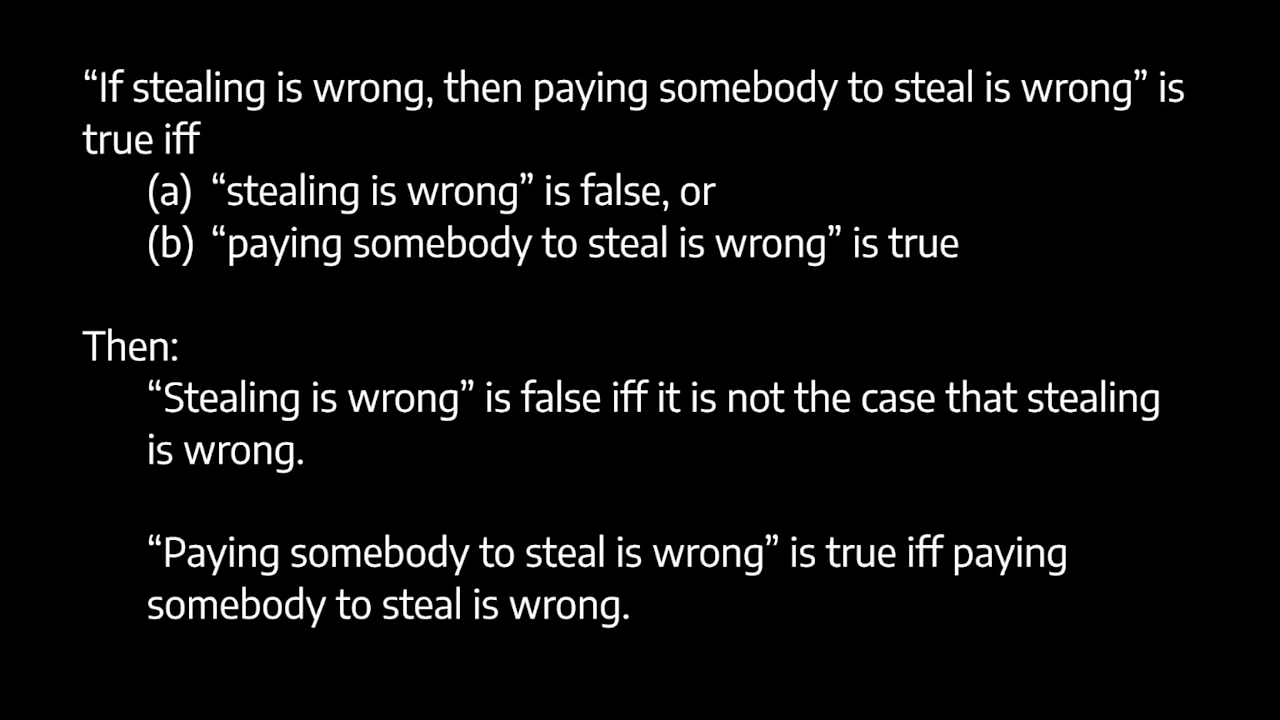 “If stealing is wrong, then paying somebody to steal is wrong” is
true iff
(a) “stealing is wrong” is false, or
(b) “paying somebody to steal is wrong” is true
Then:
“Stealing is wrong” is false iff it is not the case that stealing
is wrong.
“Paying somebody to steal is wrong” is true iff paying
somebody to steal is wrong.